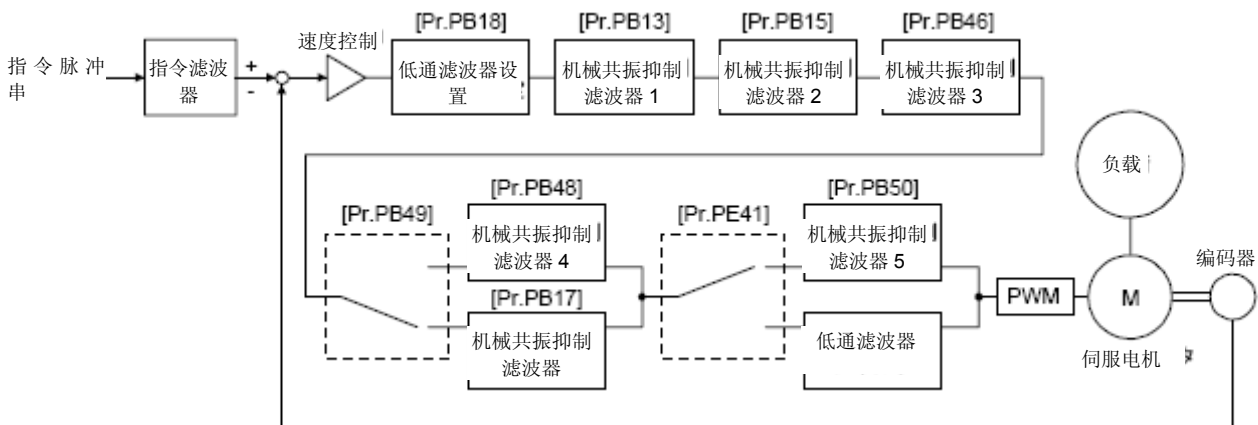 [Pr.PB18]
[Pr.PB13]
[Pr.PB15]
[Pr.PB46]
速度控制
指令脉冲
串
指令滤波
器
+
-
低通滤波器设
置
机械共振抑制
滤波器 1
机械共振抑制
滤波器 2
机械共振抑制
滤波器 3
负载
[Pr.PB48]
[Pr.PB50]
[Pr.PB49]
[Pr.PE41]
机械共振抑制
滤波器 4
机械共振抑制
滤波器 5
编码器
[Pr.PB17]
PWM
M
机械共振抑制
滤波器
低通滤波器
伺服电机